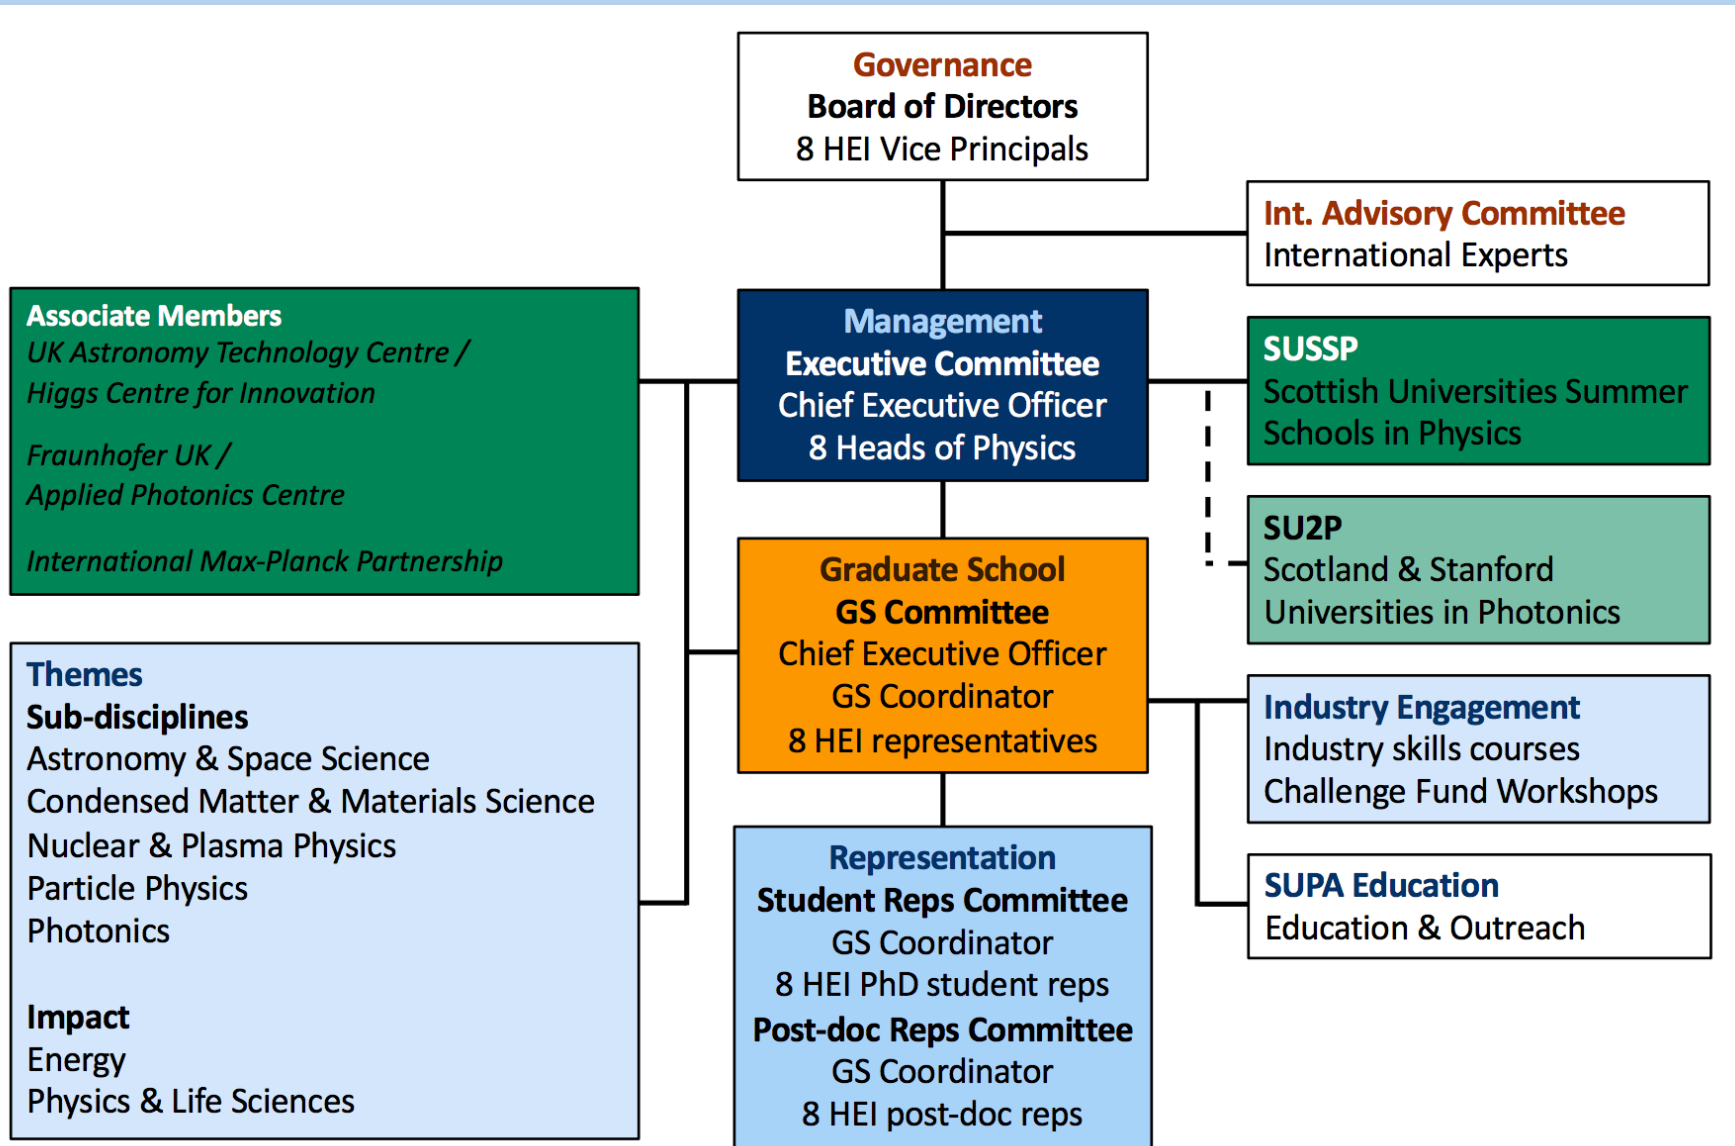 Governance
Board of Directors
8 HEI Vice Principals
Int. Advisory Committee
International Experts
Associate Members
UK Astronomy Technology Centre /
Higgs Centre for Innovation
Fraunhofer UK /
Applied Photonics Centre
International Max-Planck Partnership
Management
Executive Committee
Chief Executive Officer
8 Heads of Physics
SUSSP
Scottish Universities Summer
Schools in Physics
SU2P
Scotland & Stanford
Universities in Photonics
Graduate School
GS Committee
Chief Executive Officer
GS Coordinator
8 HEI representatives
Themes
Sub-disciplines
Astronomy & Space Science
Condensed Matter & Materials Science
Nuclear & Plasma Physics
Particle Physics
Photonics
Impact
Energy
Physics & Life Sciences
Industry Engagement
Industry skills courses
Challenge Fund Workshops
SUPA Education
Education & Outreach
Representation
Student Reps Committee
GS Coordinator
8 HEI PhD student reps
Post-doc Reps Committee
GS Coordinator
8 HEI post-doc reps